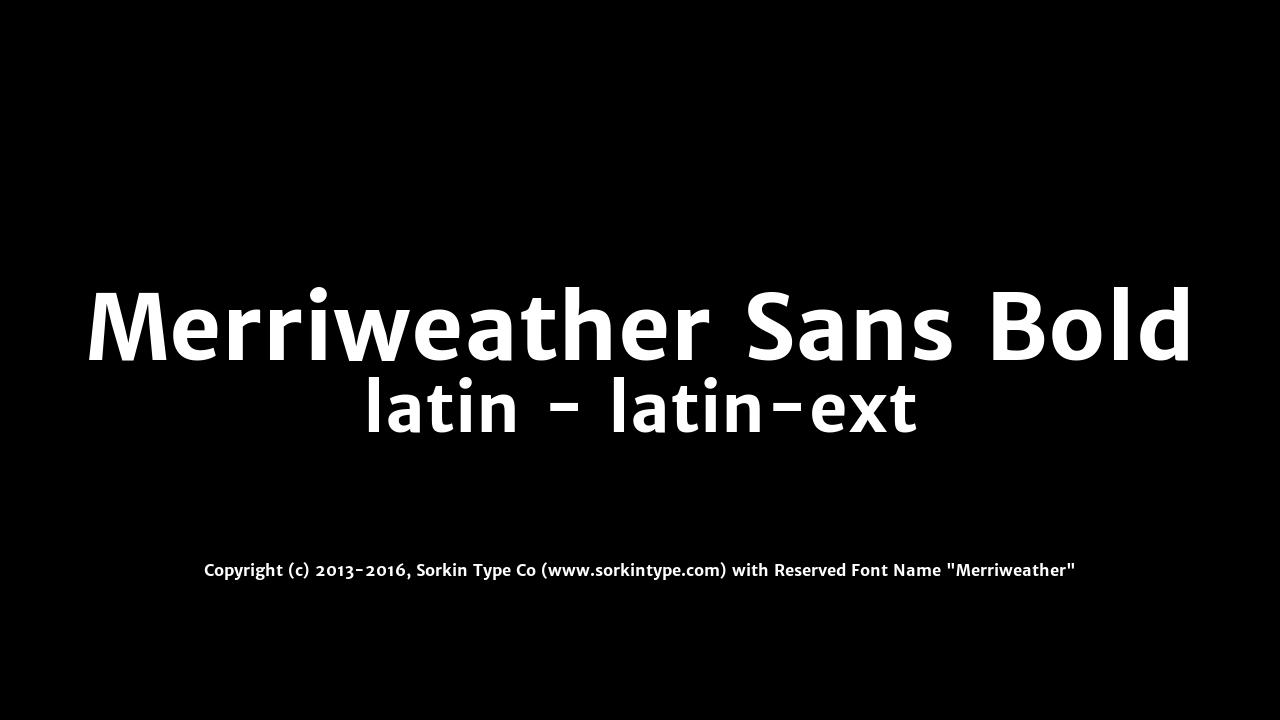 Merriweather Sans Bold
latin - latin-ext
Copyright (c) 2013-2016, Sorkin Type Co (www.sorkintype.com) with Reserved Font Name "Merriweather"